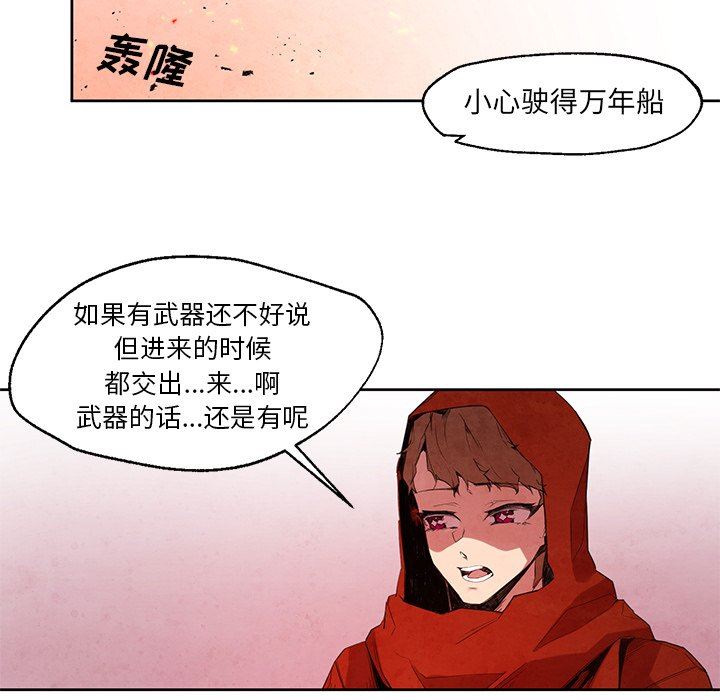 轰隆
小心驶得万年船
如果有武器还不好说
但进来的时候
都交出...来...啊
武器的话...还是有呢